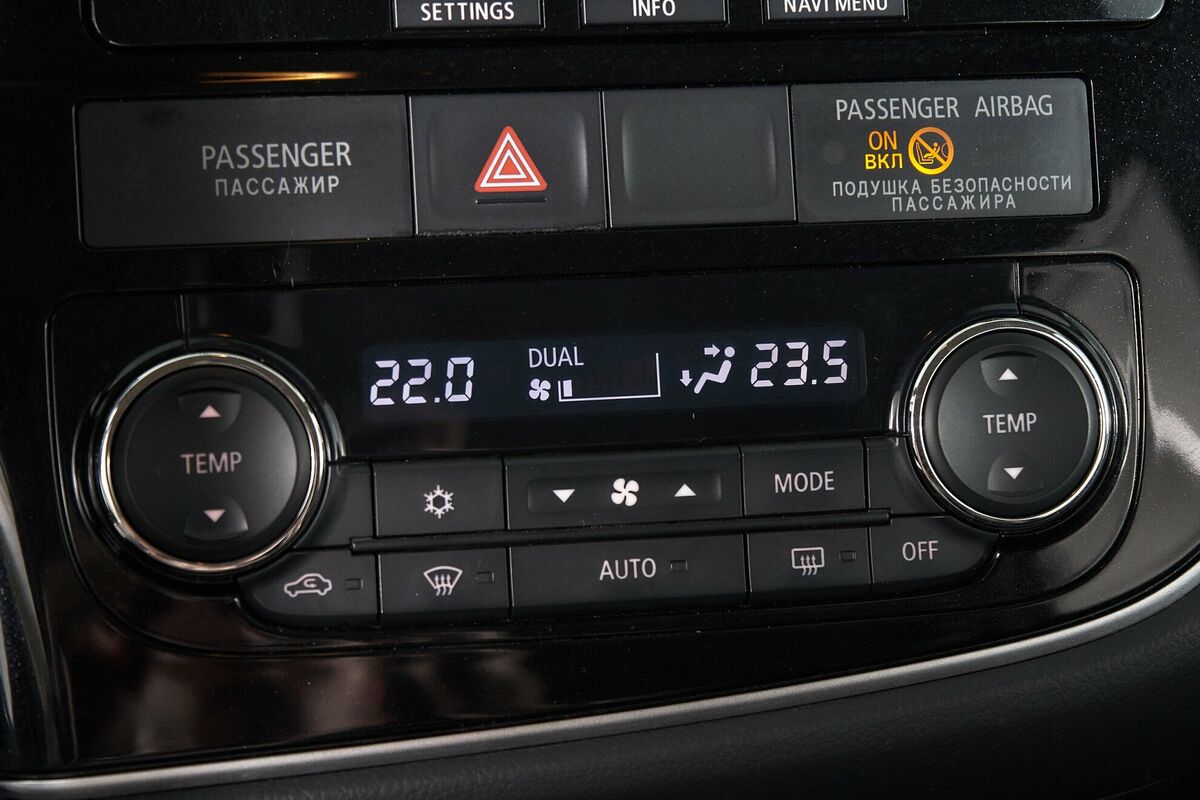 SETTINGS
INFO
NAVI MENU
PASSENGER
ПАССАЖИР
PASSENGER AIRBAG
ON
ВКЛ
ПОДУШКА БЕЗОПАСНОСТИ
ПАССАЖИРА
22.0
DUAL
23.5
TEMP
TEMP
MODE
AUTO
OFF